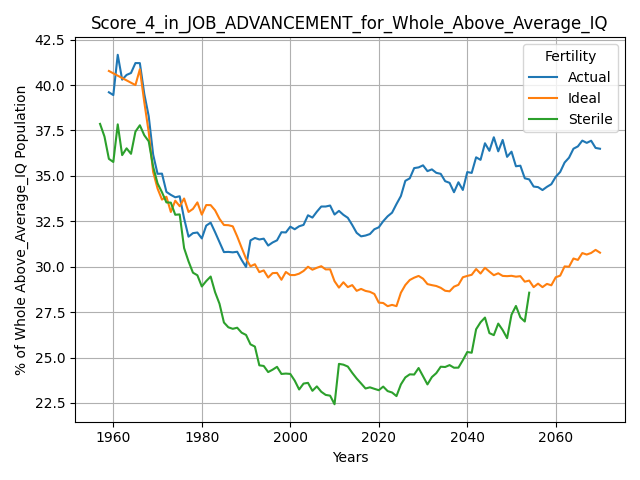 Score_4_in_JOB_ADVANCEMENT_for_Whole_Above_Average_IQ
% of Whole Above_Average_IQ Population
42.5
40.0
37.5
35.0
32.5
30.0
27.5
25.0
22.5
Fertility
Actual
Ideal
Sterile
1960 1980 2000 2020 2040 2060
Years